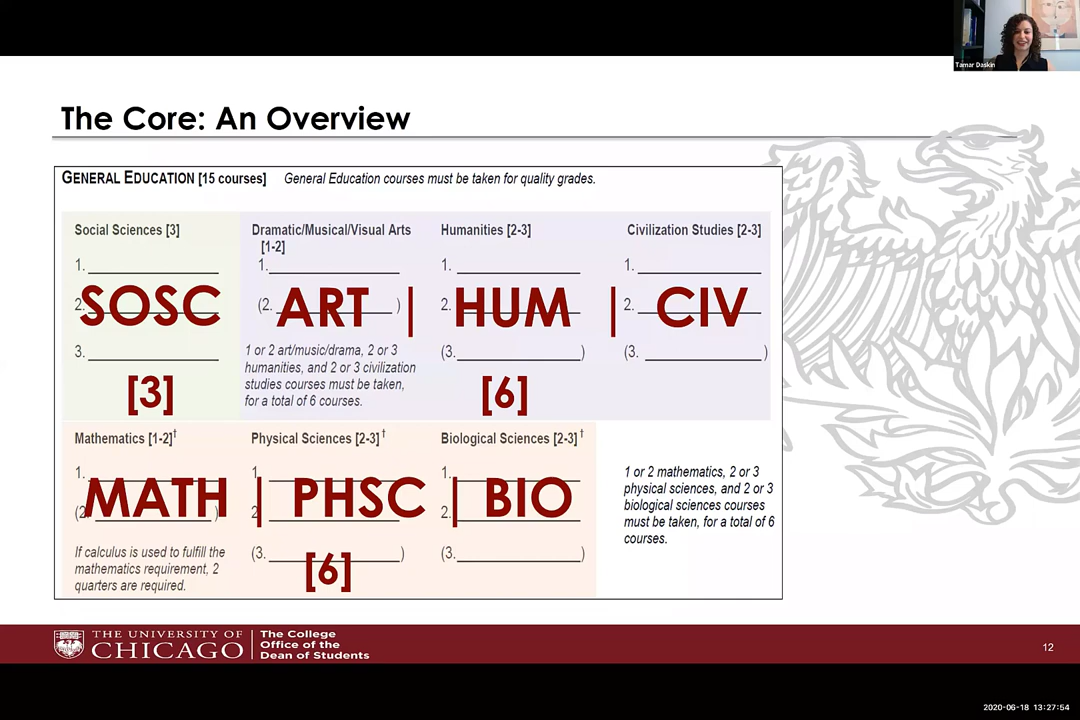 Tamar Daskin
The Core: An Overview
GENERAL EDUCATION [15 courses] General Education courses must be taken for quality grades.
Social Sciences [3]
1.
2.
3.
SOSC
[3]
Dramatic/Musical/Visual Arts
[1-2]
1.
(2. )
ART |
1 or 2 art/music/drama, 2 or 3
humanities, and 2 or 3 civilization
studies courses must be taken,
for a total of 6 courses.
Humanities [2-3]
1.
2.
(3. )
HUM |
[6]
Civilization Studies [2-3]
1.
2.
(3. )
CIV
Mathematics [1-2]†
1.
(2. )
MATH |
If calculus is used to fulfill the
mathematics requirement, 2
quarters are required.
Physical Sciences [2-3]†
1.
2.
(3. )
PHSC |
[6]
Biological Sciences [2-3]†
1.
2.
(3. )
BIO
1 or 2 mathematics, 2 or 3
physical sciences, and 2 or 3
biological sciences courses
must be taken, for a total of 6
courses.
THE UNIVERSITY OF
CHICAGO
The College
Office of the
Dean of Students
12
2020-06-18 13:27:54